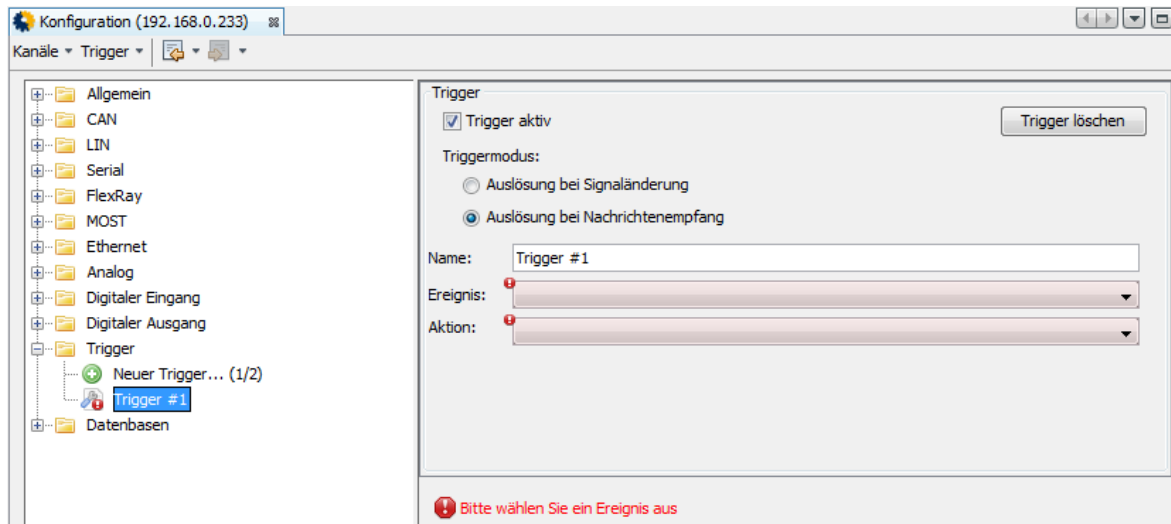 Konfiguration (192.168.0.233)
Kanäle Trigger
Allgemein
CAN
LIN
Serial
FlexRay
MOST
Ethernet
Analog
Digitaler Eingang
Digitaler Ausgang
Trigger
Neuer Trigger... (1/2)
Trigger #1
Datenbasen
Trigger
Trigger aktiv
Trigger löschen
Triggermodus:
Auslösung bei Signaländerung
Auslösung bei Nachrichtenempfang
Name: Trigger #1
Ereignis:
Aktion:
Bitte wählen Sie ein Ereignis aus